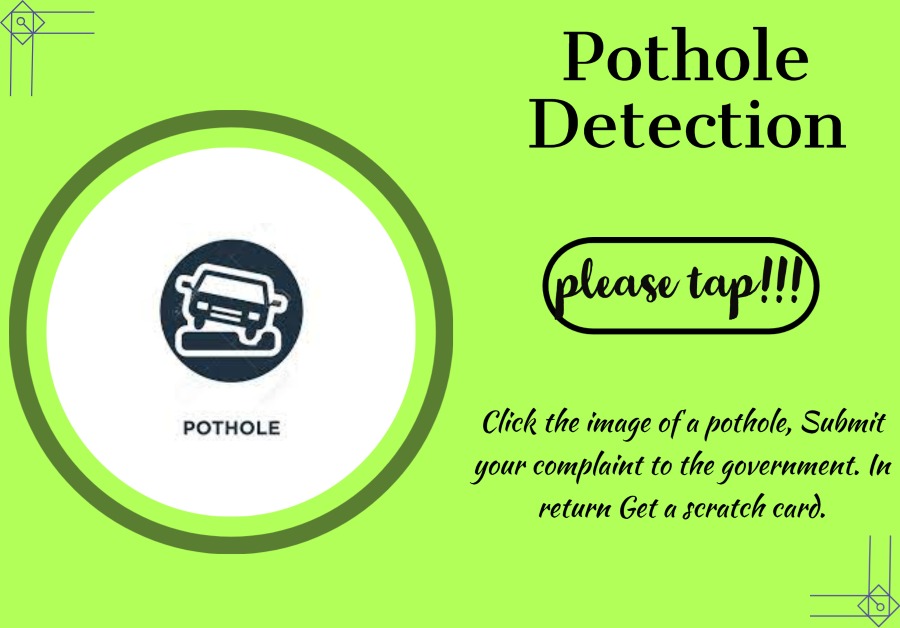 Pothole
Detection
please tap!!!
POTHOLE
Click the image of a pothole, Submit
your complaint to the government. In
return Get a scratch card.